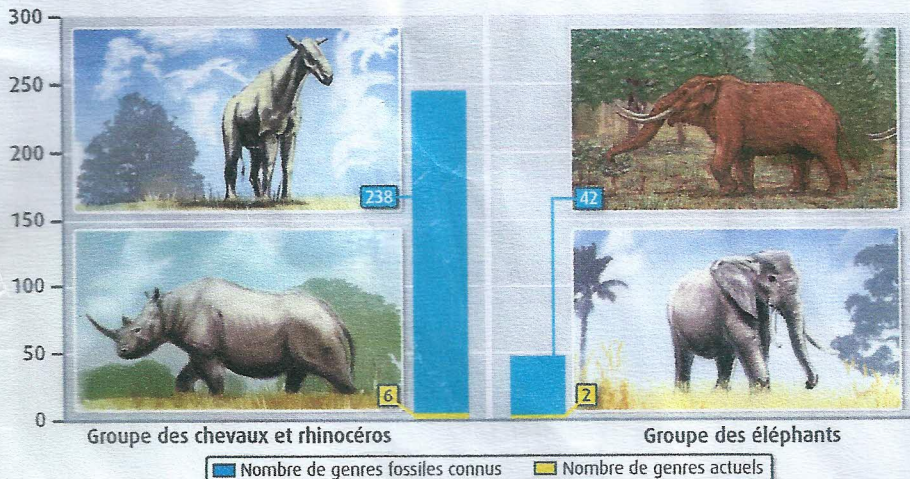 300
250
200
150
100
50
0
238
42
6
2
Groupe des chevaux et rhinocéros
Groupe des éléphants
Nombre de genres fossiles connus
Nombre de genres actuels